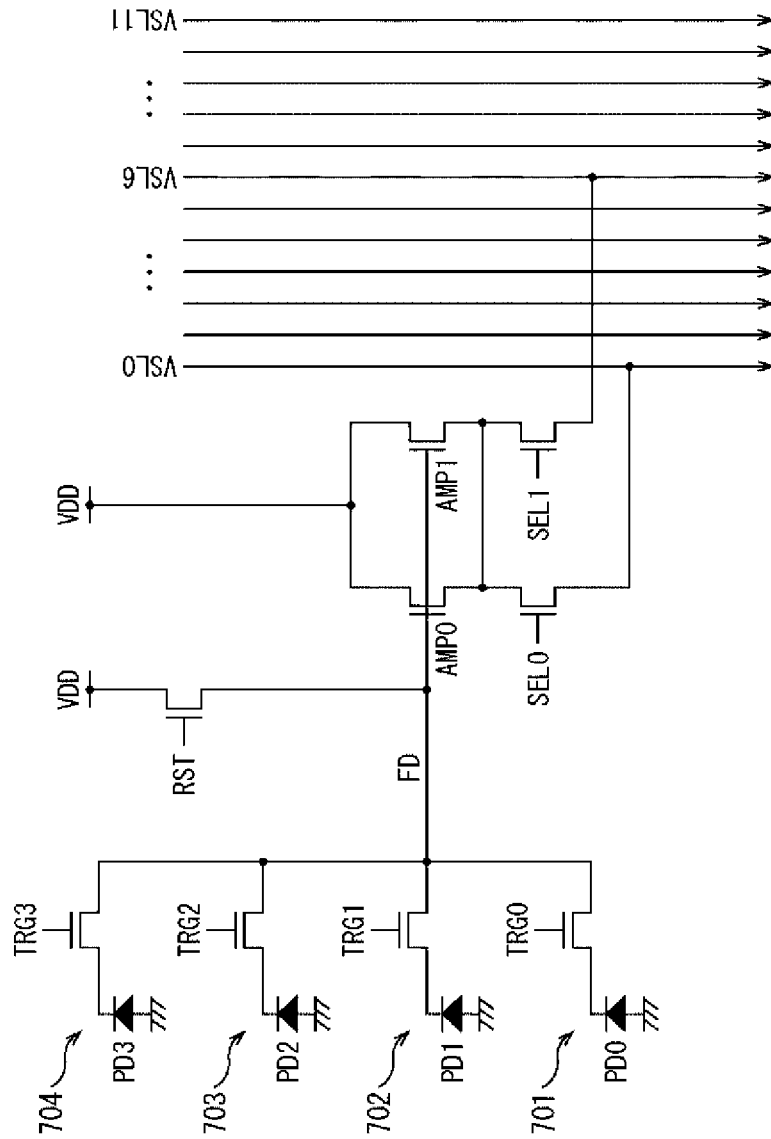 VSL0
...
VSL6
...
VSL11
VDD
VDD
RST
FD
AMP0
AMP1
SEL0
SEL1
TRG3
TRG2
TRG1
TRG0
PD3
PD2
PD1
PD0
704
703
702
701